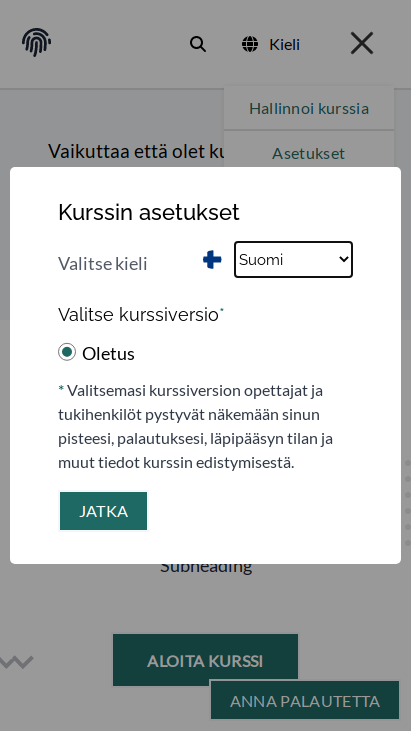 Kieli
Hallinnoi kurssia
Vaikuttaa että olet
Asetukset
Kurssin asetukset
Valitse kieli
Suomi
Valitse kurssiversio*
Oletus
* Valitsemasi kurssiversion opettajat ja
tukihenkilöt pystyvät näkemään sinun
pisteesi, palautuksesi, läpipääsyn tilan ja
muut tiedot kurssin edistymisestä.
JATKA
Subheading
ALOITA KURSSI
ANNA PALAUTETTA